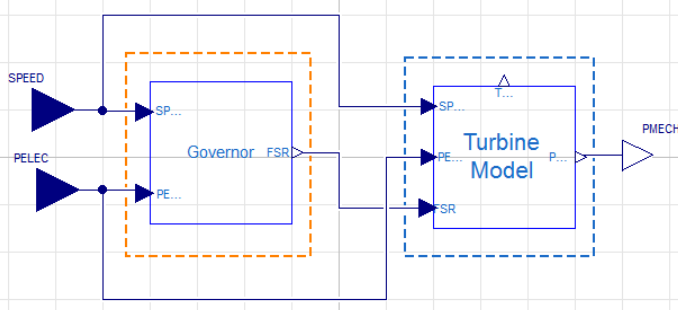 SPEED
PELEC
SP...
PE...
Governor
FSR
SP...
PE...
FSR
T...
Turbine
Model
P...
PMECH